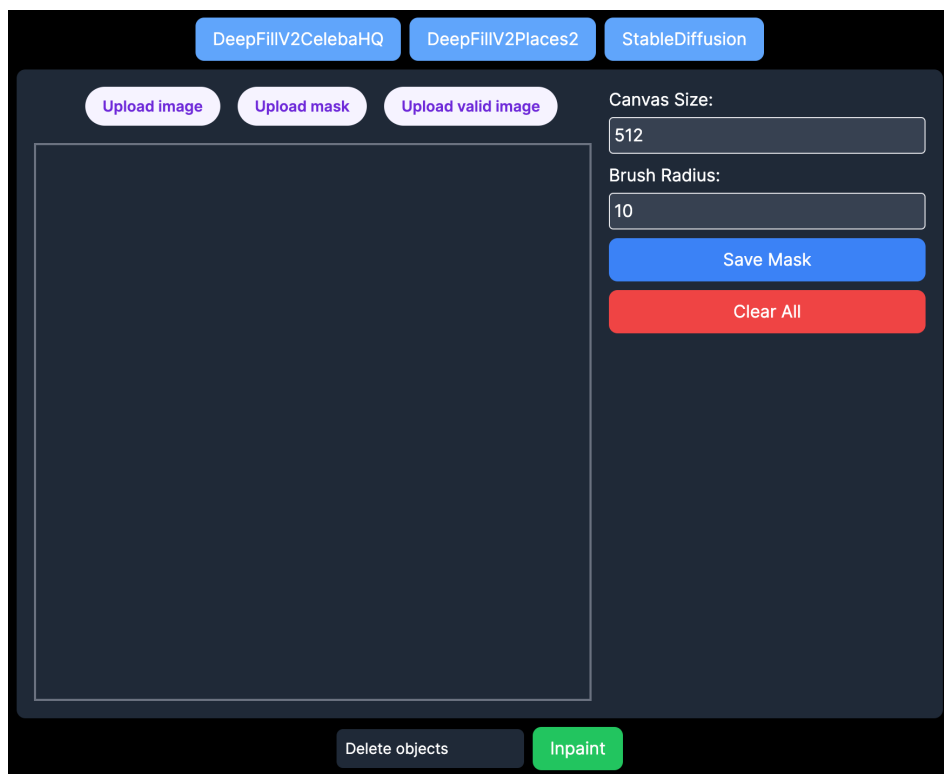 DeepFillV2CelebaHQ DeepFillV2Places2 StableDiffusion
Upload image Upload mask Upload valid image
Canvas Size:
512
Brush Radius:
10
Save Mask
Clear All
Delete objects Inpaint